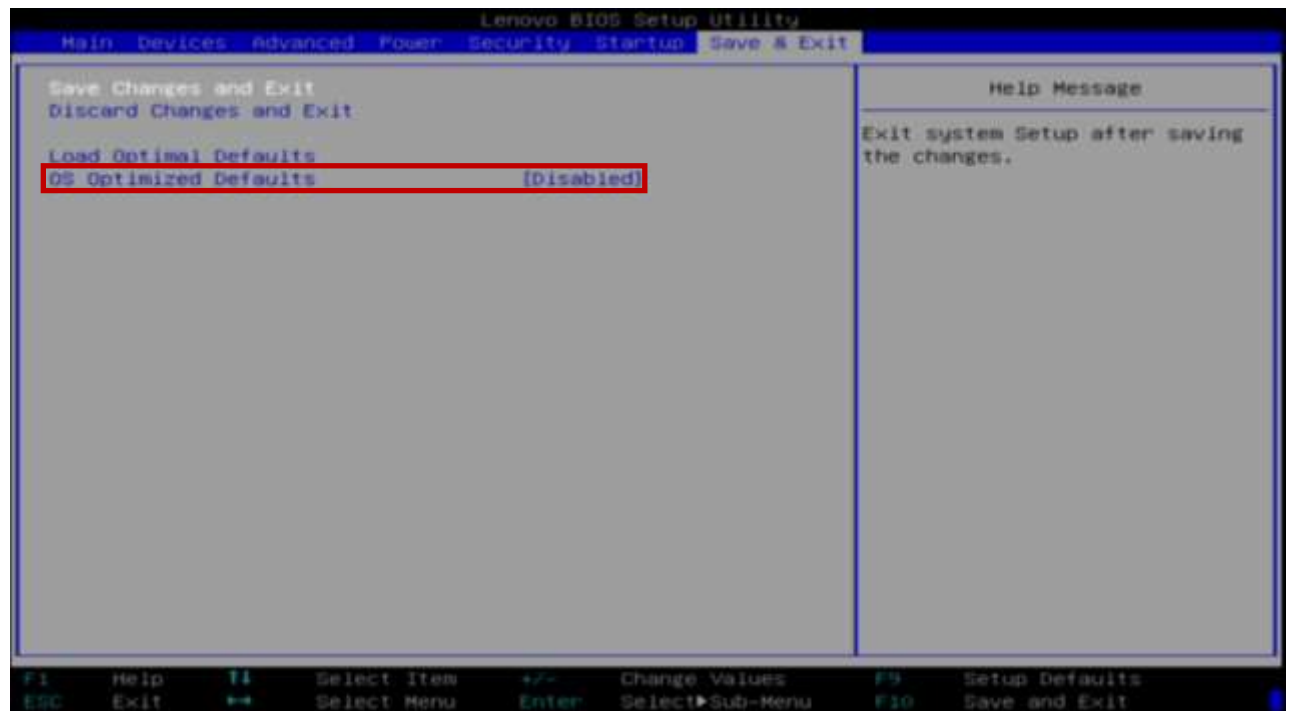 Lenovo BIOS Setup Utility
Main Devices Advanced Power Security Startup Save & Exit
Save Changes and Exit
Discard Changes and Exit
Load Optimal Defaults
OS Optimized Defaults [Disabled]
Help Message
Exit system Setup after saving
the changes.
F1 Help ↑↓ Select Item +/- Change Values F9 Setup Defaults
ESC Exit ↔ Select Menu Enter Select▶Sub-Menu F10 Save and Exit